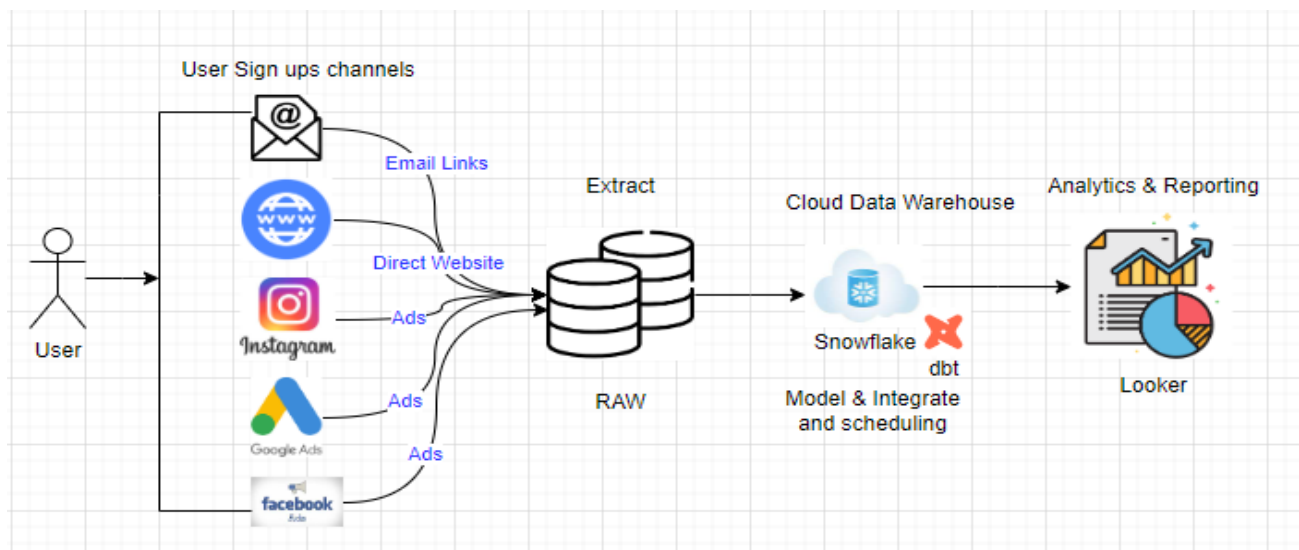 User Sign ups channels
@
Email Links
www
Direct Website
Instagram
Ads
Google Ads
Ads
facebook
Ads
Ads
User
Extract
RAW
Cloud Data Warehouse
Snowflake
dbt
Model & Integrate
and scheduling
Analytics & Reporting
Looker